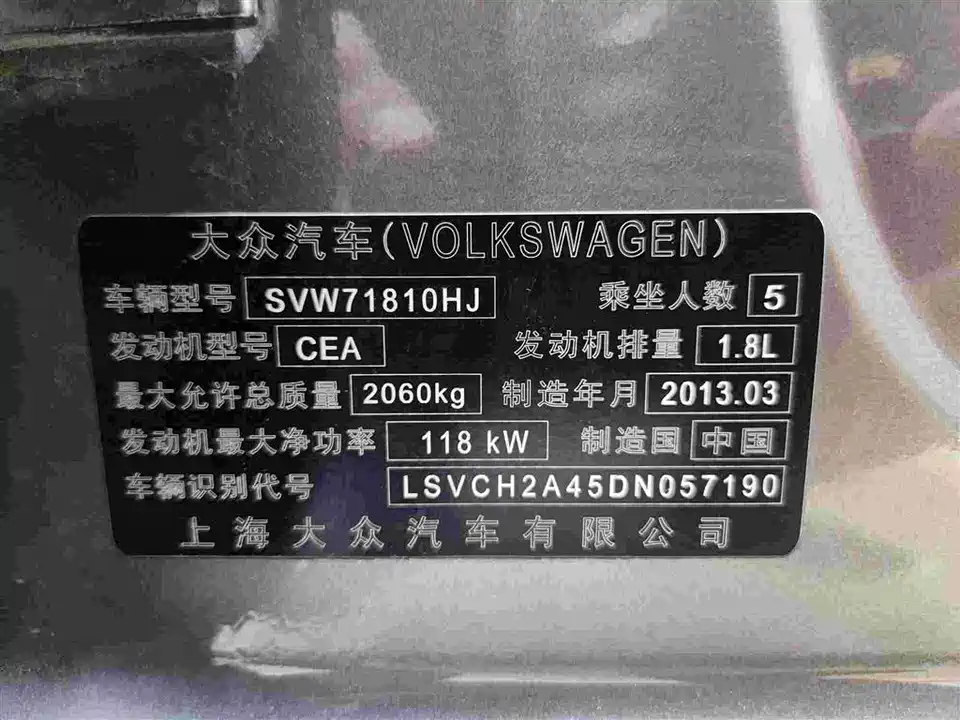 大众汽车(VOLKSWAGEN)
车辆型号 SVW71810HJ 乘坐人数 5
发动机型号 CEA 发动机排量 1.8L
最大允许总质量 2060kg 制造年月 2013.03
发动机最大净功率 118 kW 制造国 中国
车辆识别代号 LSVCH2A45DN057190
上海大众汽车有限公司